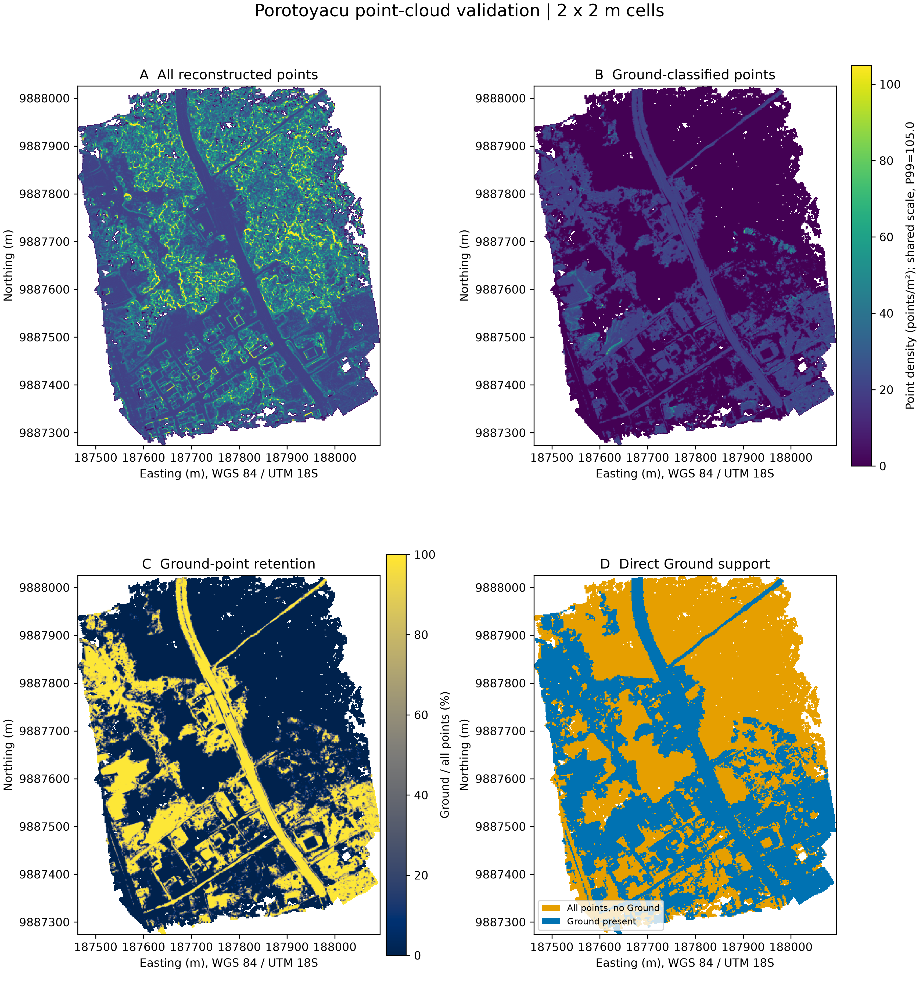 Porotoyacu point-cloud validation | 2 x 2 m cells
A All reconstructed points
9888000
9887900
9887800
9887700
9887600
9887500
9887400
9887300
Northing (m)
187500 187600 187700 187800 187900 188000
Easting (m), WGS 84 / UTM 18S
B Ground-classified points
9888000
9887900
9887800
9887700
9887600
9887500
9887400
9887300
Northing (m)
187500 187600 187700 187800 187900 188000
Easting (m), WGS 84 / UTM 18S
100
80
60
40
20
0
Point density (points/m²); shared scale, P99=105.0
C Ground-point retention
9888000
9887900
9887800
9887700
9887600
9887500
9887400
9887300
Northing (m)
187500 187600 187700 187800 187900 188000
Easting (m), WGS 84 / UTM 18S
100
80
60
40
20
0
Ground / all points (%)
D Direct Ground support
9888000
9887900
9887800
9887700
9887600
9887500
9887400
9887300
Northing (m)
All points, no Ground
Ground present
187500 187600 187700 187800 187900 188000
Easting (m), WGS 84 / UTM 18S